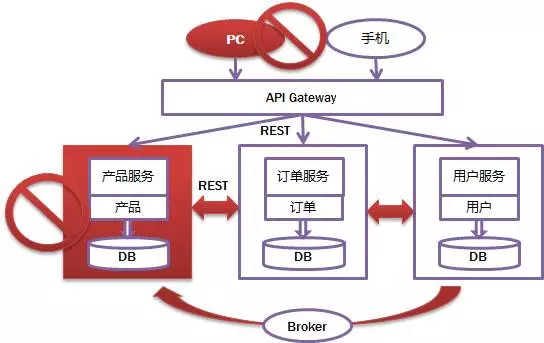 PC
手机
API Gateway
REST
产品服务
产品
DB
REST
订单服务
订单
DB
用户服务
用户
DB
Broker